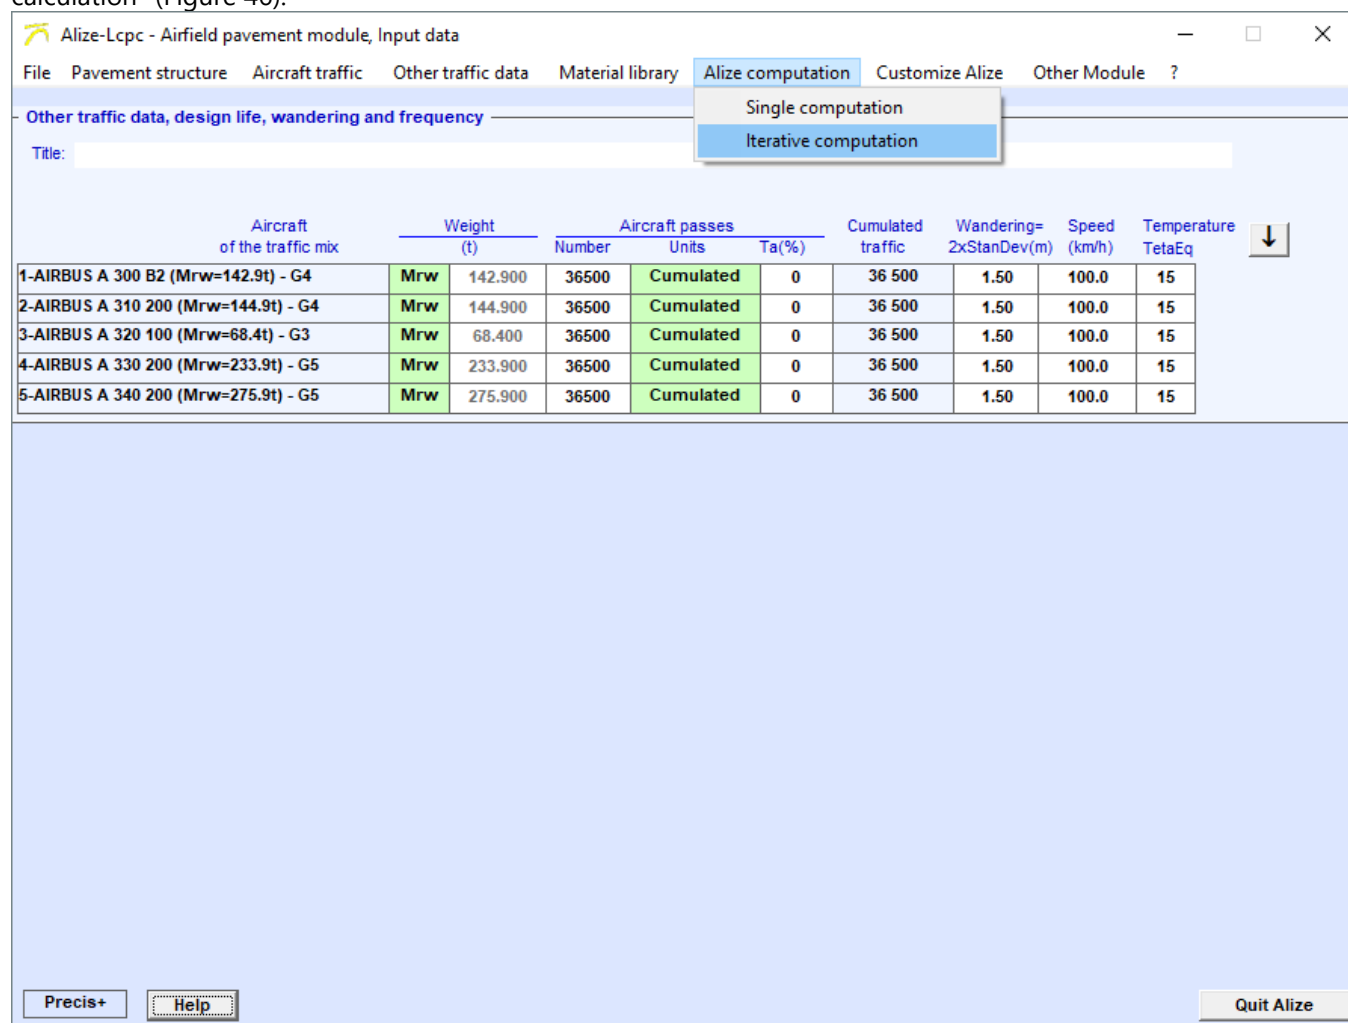 calculation" (Figure 46).
Alize-Lcpc - Airfield pavement module, Input data
File Pavement structure Aircraft traffic Other traffic data Material library Alize computation Customize Alize Other Module ?
Single computation
Other traffic data, design life, wandering and frequency
Iterative computation
Title:
Aircraft Weight Aircraft passes Cumulated Wandering= Speed Temperature
of the traffic mix (t) Number Units Ta(%) traffic 2xStanDev(m) (km/h) TetaEq
1-AIRBUS A 300 B2 (Mrw=142.9t) - G4 Mrw 142.900 36500 Cumulated 0 36 500 1.50 100.0 15
2-AIRBUS A 310 200 (Mrw=144.9t) - G4 Mrw 144.900 36500 Cumulated 0 36 500 1.50 100.0 15
3-AIRBUS A 320 100 (Mrw=68.4t) - G3 Mrw 68.400 36500 Cumulated 0 36 500 1.50 100.0 15
4-AIRBUS A 330 200 (Mrw=233.9t) - G5 Mrw 233.900 36500 Cumulated 0 36 500 1.50 100.0 15
5-AIRBUS A 340 200 (Mrw=275.9t) - G5 Mrw 275.900 36500 Cumulated 0 36 500 1.50 100.0 15
Precis+ Help Quit Alize